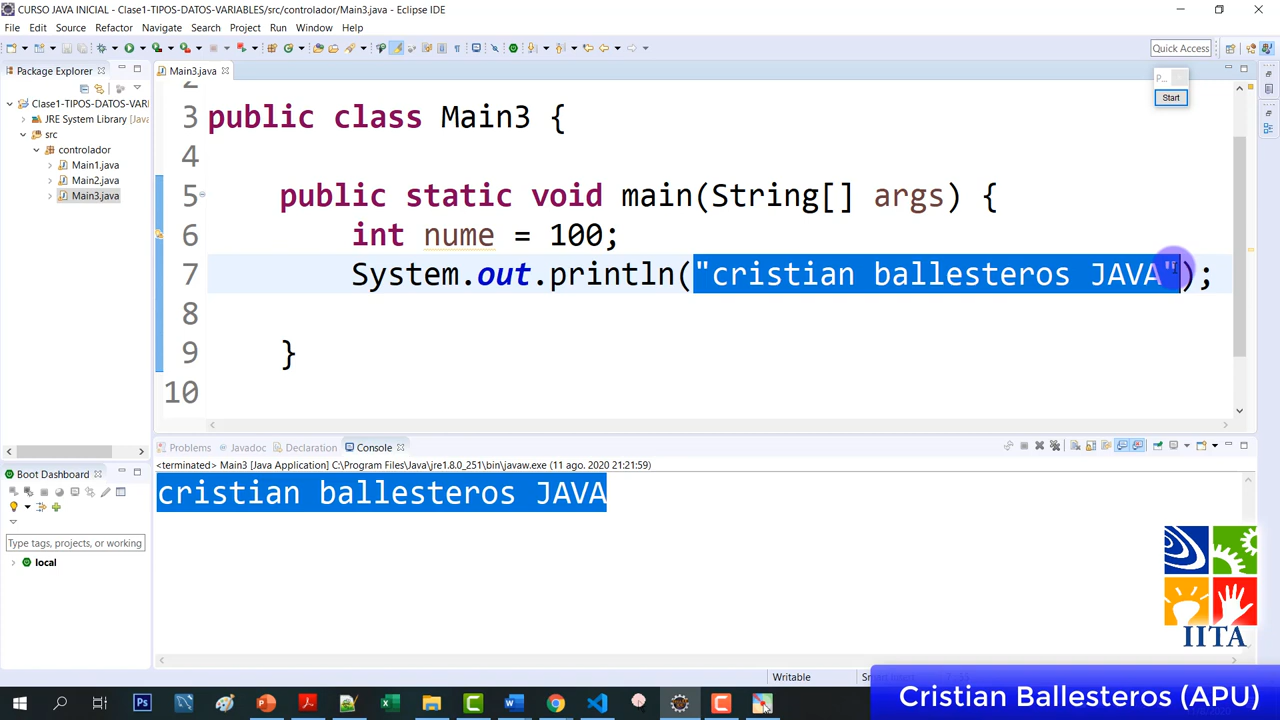 CURSO JAVA INICIAL - Clase1-TIPOS-DATOS-VARIABLES/src/controlador/Main3.java - Eclipse IDE
File Edit Source Refactor Navigate Search Project Run Window Help
Quick Access
Package Explorer
Main3.java
P...
Start
Clase1-TIPOS-DATOS-VAR
JRE System Library [Java
src
controlador
Main1.java
Main2.java
Main3.java
2
3 public class Main3 {
4
5 public static void main(String[] args) {
6 int nume = 100;
7 System.out.println("cristian ballesteros JAVA");
8
9 }
10
Problems Javadoc Declaration Console
<terminated> Main3 [Java Application] C:\Program Files\Java\jre1.8.0_251\bin\javaw.exe (11 ago. 2020 21:21:59)
cristian ballesteros JAVA
Boot Dashboard
Type tags, projects, or working
local
IITA
Writable
Cristian Ballesteros (APU)